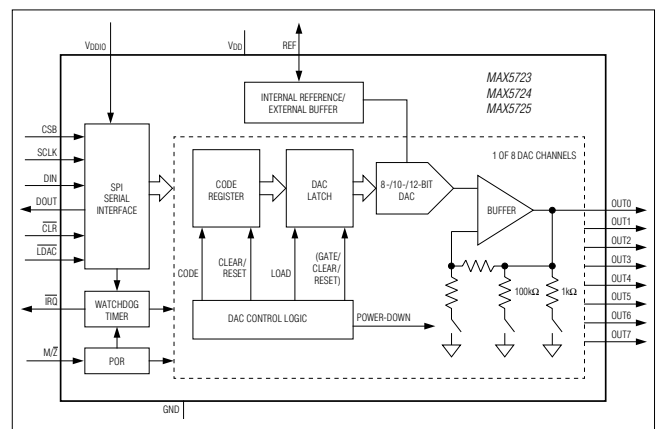 VDDIO
VDD
REF
MAX5723
MAX5724
MAX5725
INTERNAL REFERENCE/
EXTERNAL BUFFER
1 OF 8 DAC CHANNELS
CSB
SCLK
DIN
DOUT
CLR
LDAC
IRQ
M/Z
SPI
SERIAL
INTERFACE
CODE
REGISTER
DAC
LATCH
8-/10-/12-BIT
DAC
BUFFER
OUT0
OUT1
OUT2
OUT3
OUT4
OUT5
OUT6
OUT7
CODE
CLEAR/
RESET
LOAD
(GATE/
CLEAR/
RESET)
100kΩ
1kΩ
WATCHDOG
TIMER
DAC CONTROL LOGIC
POWER-DOWN
POR
GND